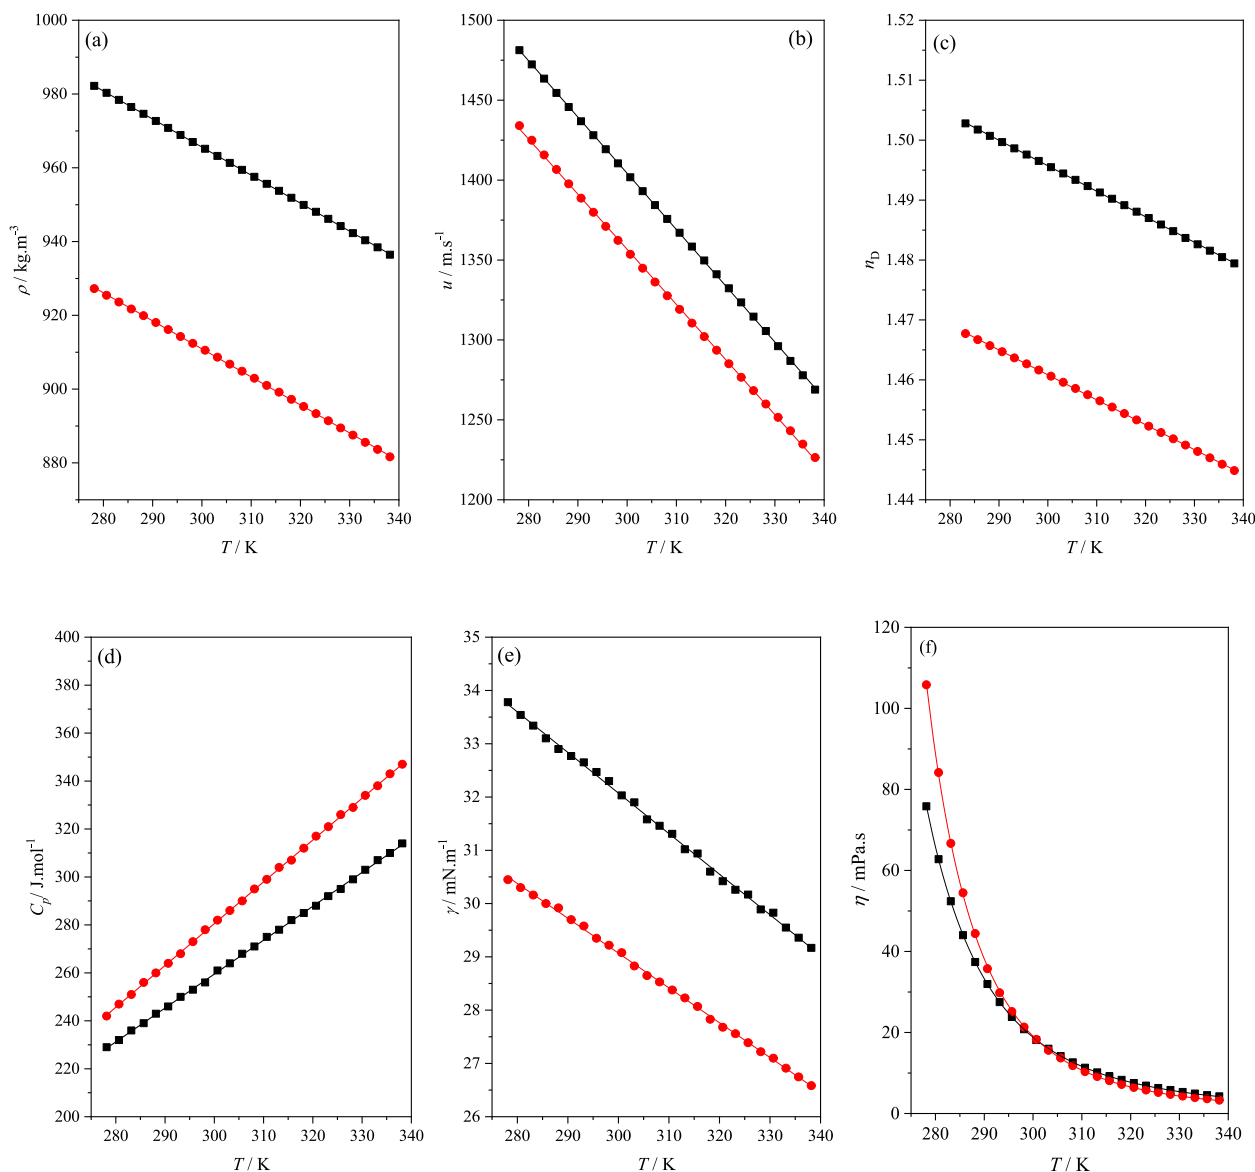 (a)
1000
980
960
940
920
900
880
ρ / kg.m-3
280 290 300 310 320 330 340
T / K
(b)
1500
1450
1400
1350
1300
1250
1200
u / m.s-1
280 290 300 310 320 330 340
T / K
(c)
1.52
1.51
1.50
1.49
1.48
1.47
1.46
1.45
1.44
nD
280 290 300 310 320 330 340
T / K
(d)
400
380
360
350
340
320
310
300
280
260
240
230
220
200
Cp/ J.mol-1
280 290 300 310 320 330 340
T / K
(e)
35
34
33
32
31
30
29
28
27
26
γ / mN.m-1
280 290 300 310 320 330 340
T / K
(f)
120
100
80
60
40
20
0
η / mPa.s
280 290 300 310 320 330 340
T / K